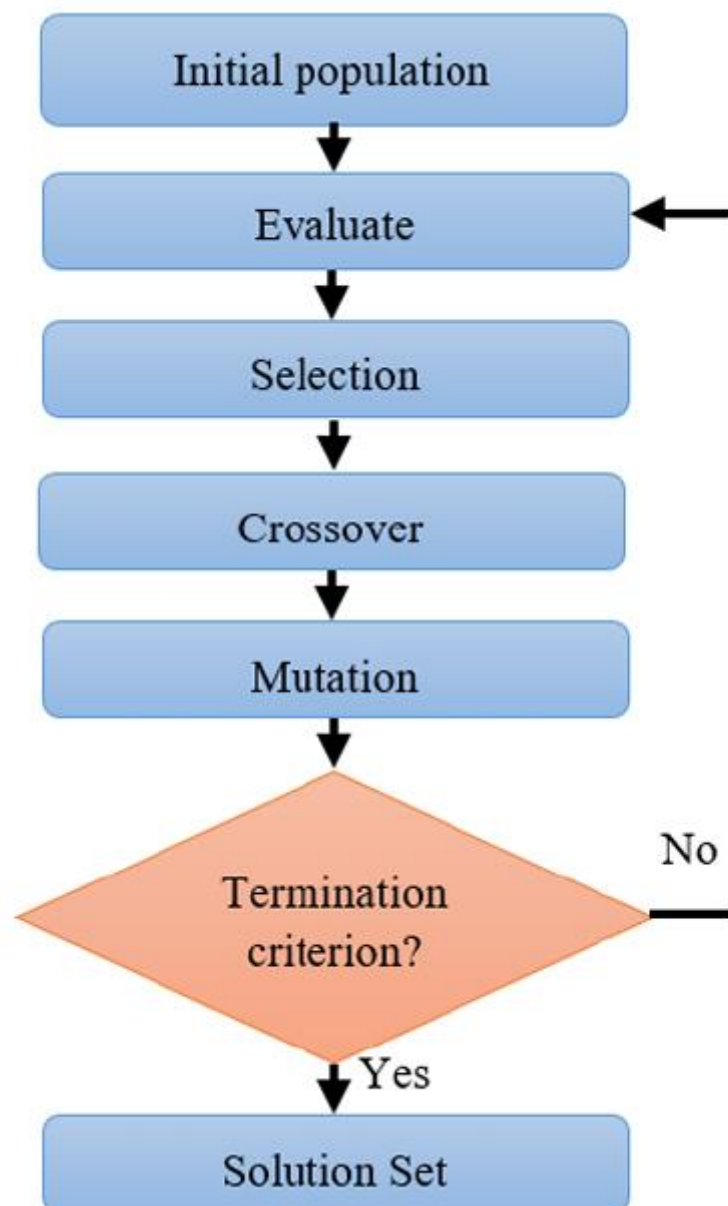 Initial population
Evaluate
Selection
Crossover
Mutation
Termination
criterion?
No
Yes
Solution Set